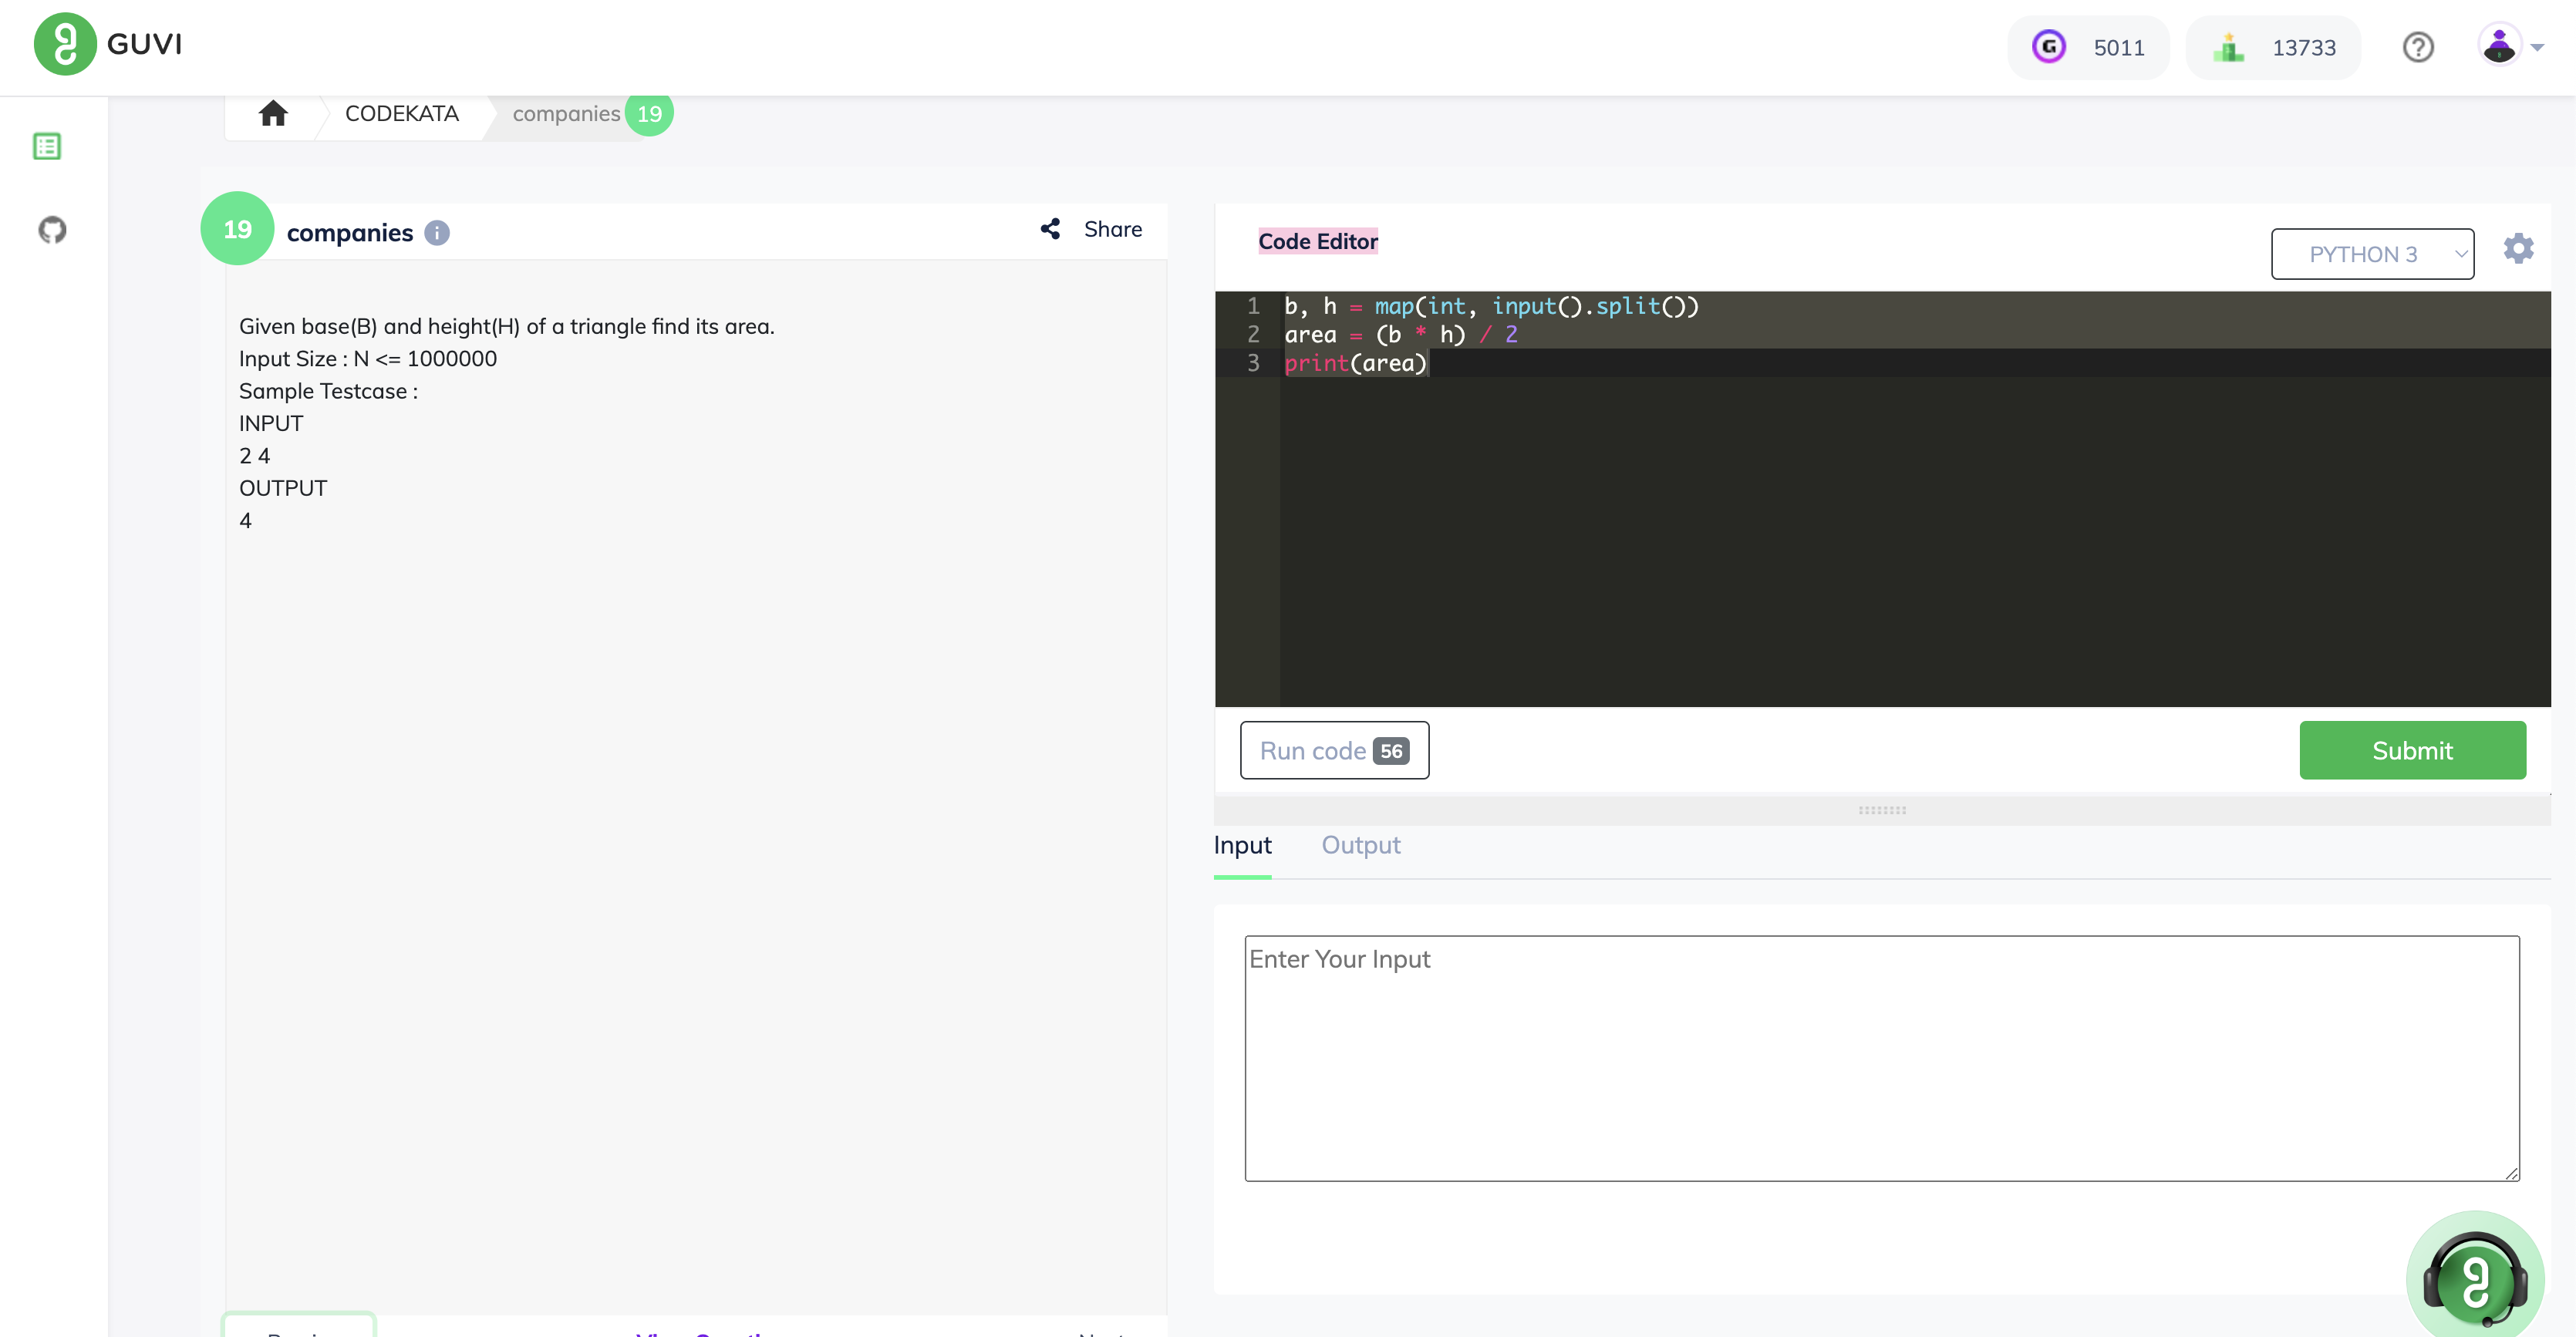 GUVI
5011
13733
CODEKATA
companies 19
19 companies
Share
Given base(B) and height(H) of a triangle find its area.
Input Size : N <= 1000000
Sample Testcase :
INPUT
2 4
OUTPUT
4
Code Editor
PYTHON 3
1 b, h = map(int, input().split())
2 area = (b * h) / 2
3 print(area)
Run code 56
Submit
Input
Output
Enter Your Input